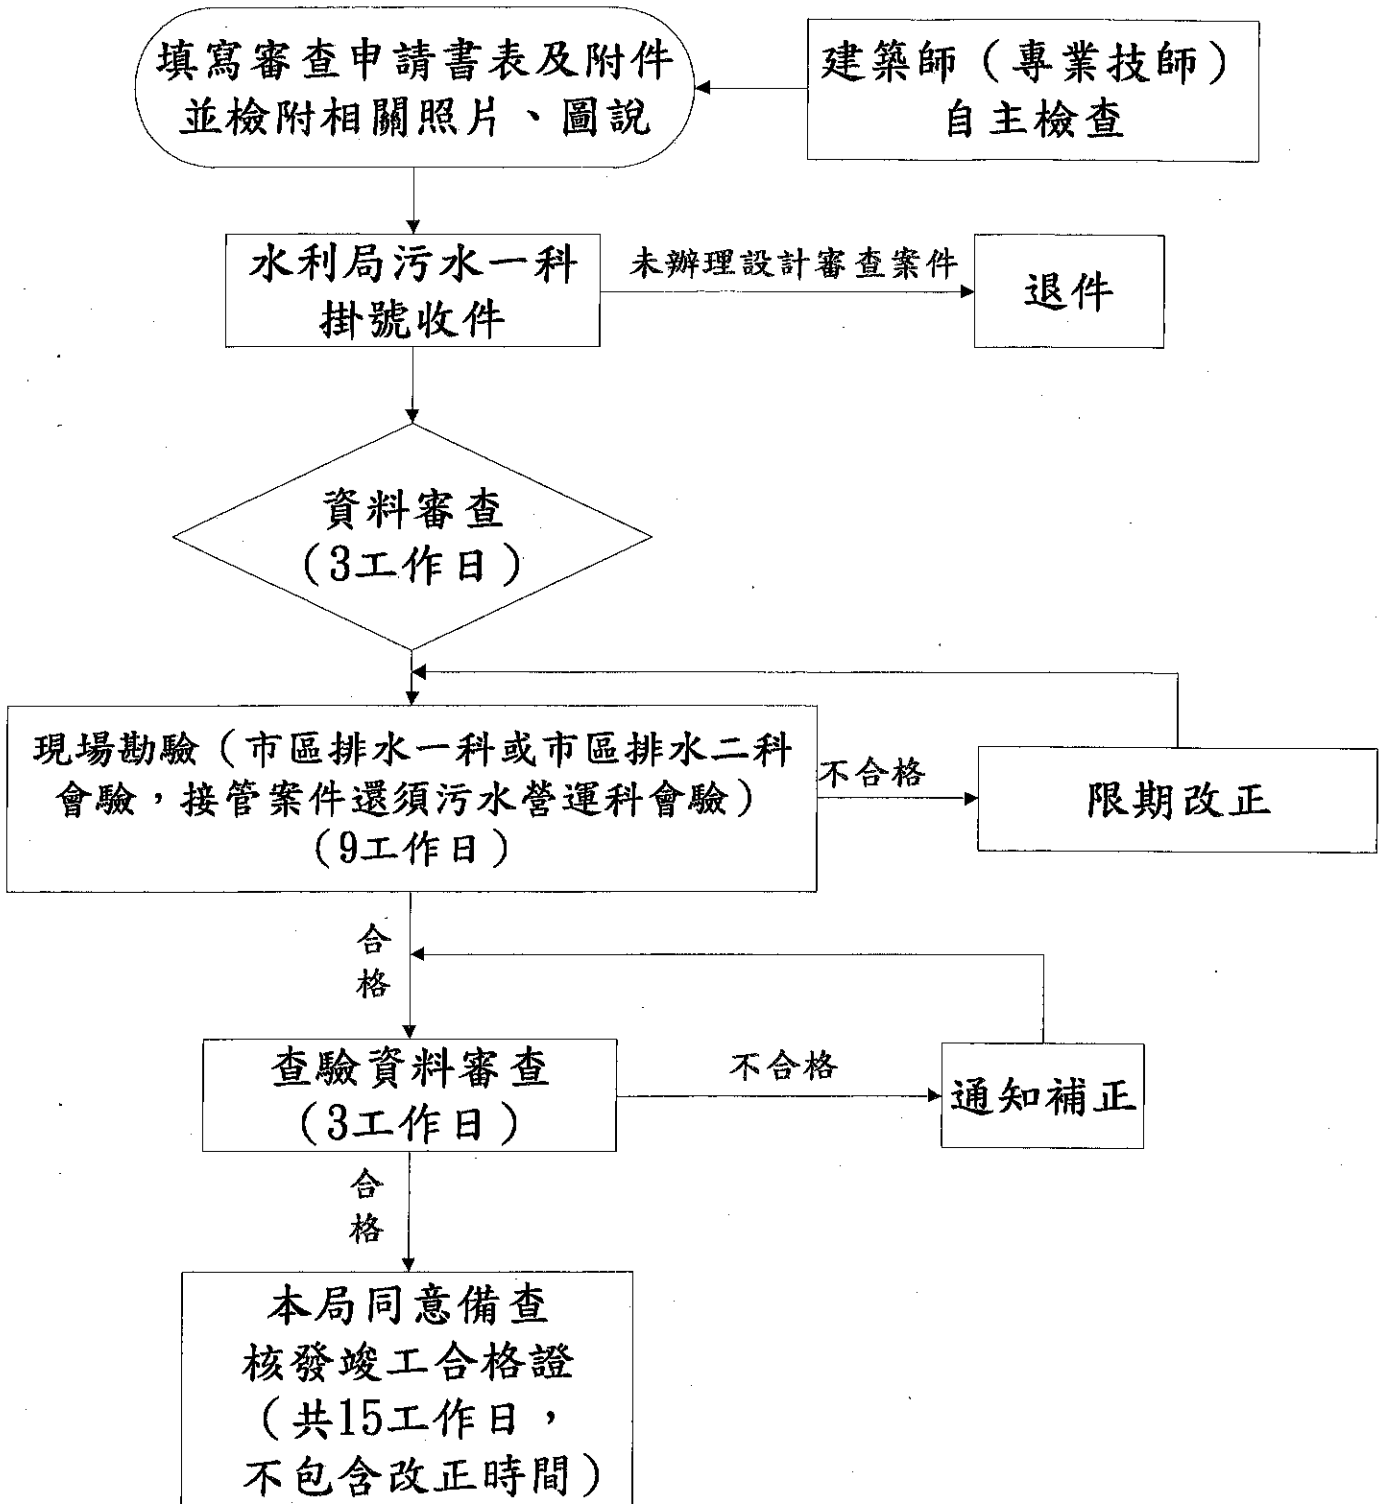 填寫審查申請書表及附件
並檢附相關照片、圖說
建築師（專業技師）
自主檢查
水利局污水一科
掛號收件
未辦理設計審查案件
退件
資料審查
（3工作日）
現場勘驗（市區排水一科或市區排水二科
會驗，接管案件還須污水營運科會驗）
（9工作日）
不合格
限期改正
合
格
查驗資料審查
（3工作日）
不合格
通知補正
合
格
本局同意備查
核發竣工合格證
（共15工作日，
不包含改正時間）